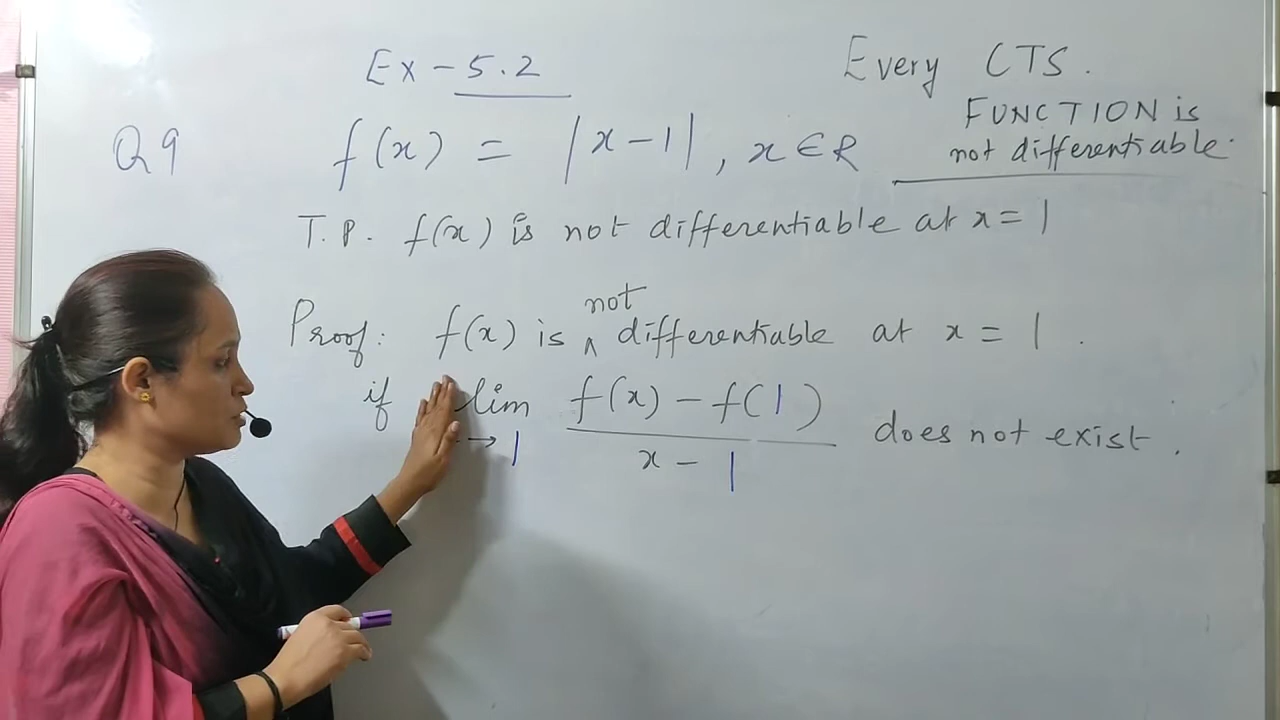 Ex - 5.2
Every CTS.
FUNCTION is
not differentiable.
Q9 f(x) = |x-1|, x∈R
T.P. f(x) is not differentiable at x = 1
Proof: f(x) is not differentiable at x = 1.
if lim f(x) - f(1) does not exist.
→ 1 x - 1